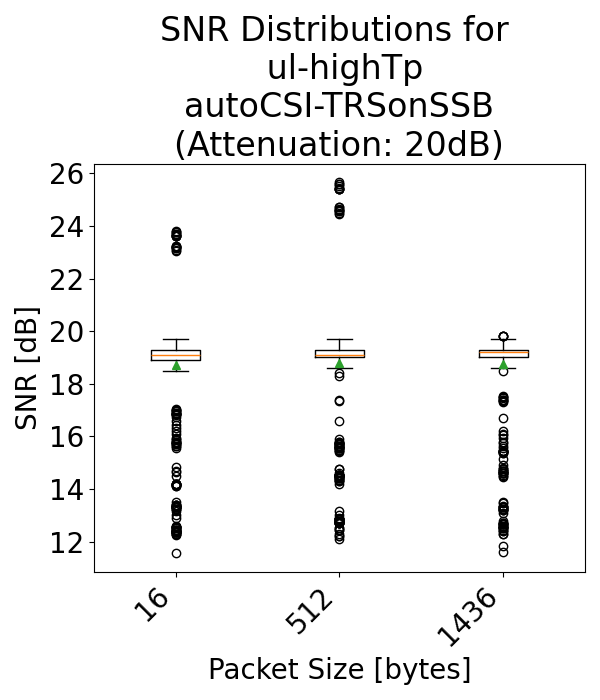 SNR Distributions for
ul-highTp
autoCSI-TRSonSSB
(Attenuation: 20dB)
26
24
22
20
18
16
14
12
SNR [dB]
16
512
1436
Packet Size [bytes]